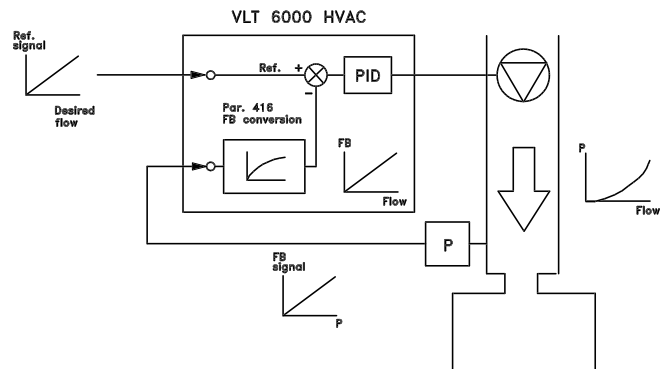 VLT 6000 HVAC
Ref.
signal
Desired
flow
Ref.
+
−
PID
Par. 416
FB conversion
FB
Flow
P
Flow
P
FB
signal
P